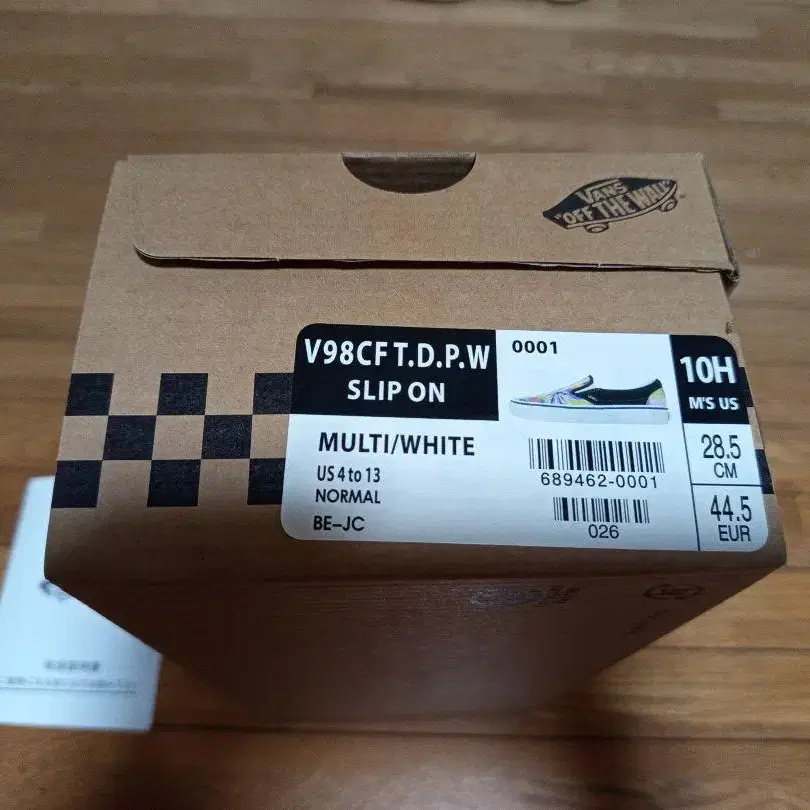 VANS
"OFF THE WALL"
V98CF T.D.P.W
SLIP ON
0001
10H
M'S US
MULTI/WHITE
US 4 to 13
NORMAL
BE-JC
689462-0001
026
28.5
CM
44.5
EUR